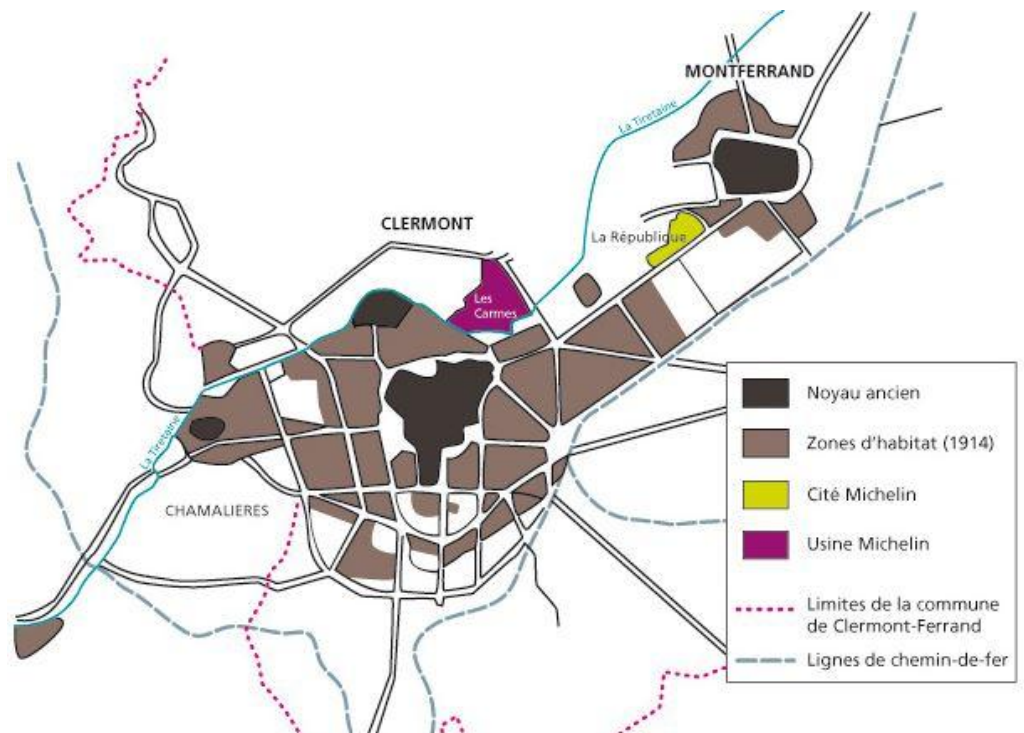 MONTFERRAND
La Tiretaine
CLERMONT
La République
Les
Carmes
La Tiretaine
CHAMALIERES
Noyau ancien
Zones d'habitat (1914)
Cité Michelin
Usine Michelin
Limites de la commune
de Clermont-Ferrand
Lignes de chemin-de-fer